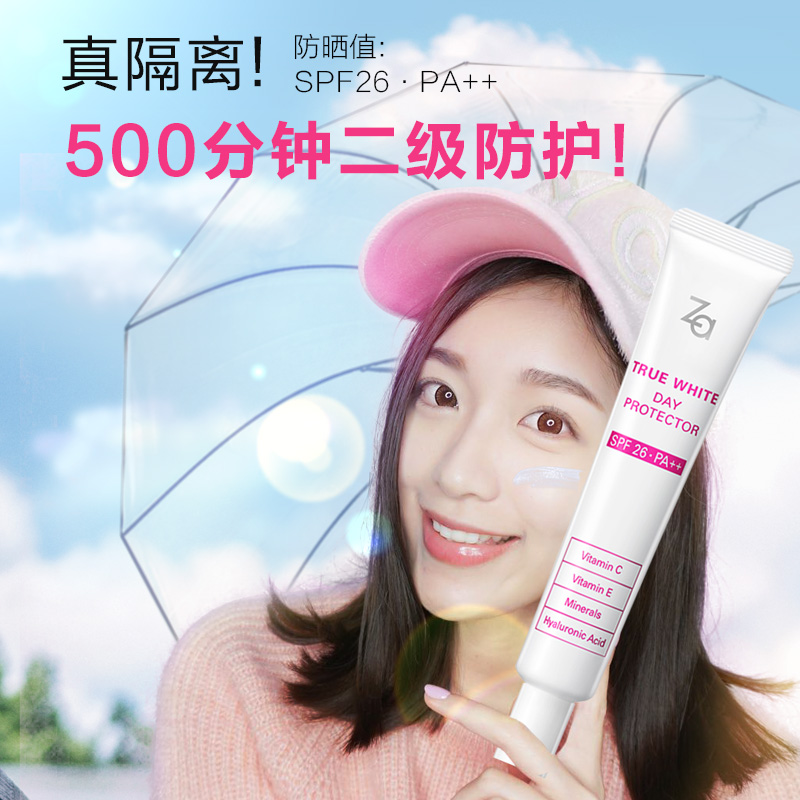 真隔离!
防晒值:
SPF26 · PA++
500分钟二级防护!
Za
TRUE WHITE
DAY
PROTECTOR
SPF 26 · PA++
Vitamin C
Vitamin E
Minerals
Hyaluronic Acid